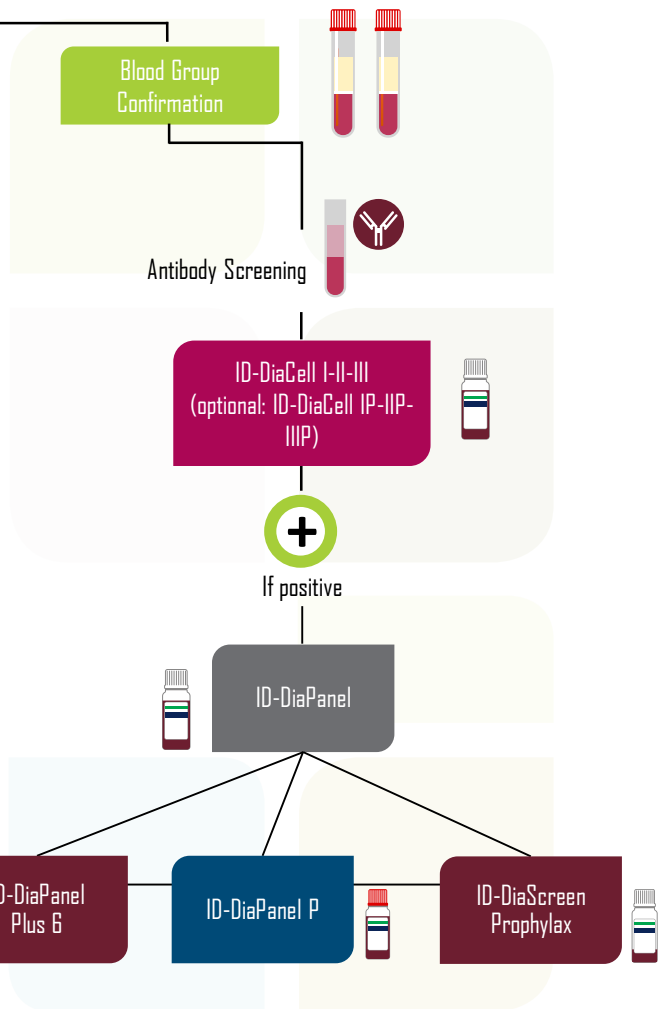 Blood Group
Confirmation
Antibody Screening
ID-DiaCell I-II-III
(optional: ID-DiaCell IP-IIP-
IIIP)
If positive
ID-DiaPanel
D-DiaPanel
Plus 6
ID-DiaPanel P
ID-DiaScreen
Prophylax